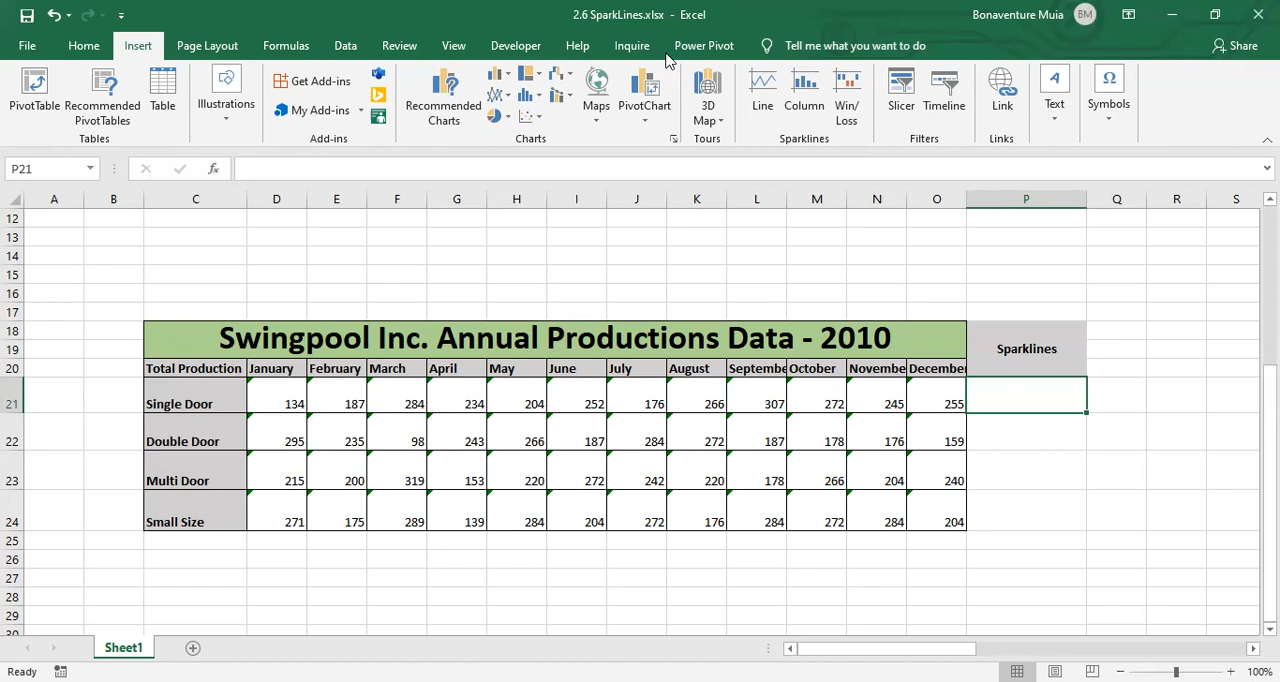 2.6 SparkLines.xlsx - Excel
Bonaventure Muia BM
File Home Insert Page Layout Formulas Data Review View Developer Help Inquire Power Pivot Tell me what you want to do Share
PivotTable Recommended PivotTables Table
Illustrations
Get Add-ins
My Add-ins
Recommended Charts
Maps PivotChart
3D Map
Line Column Win/ Loss
Slicer Timeline
Link
Text
Symbols
Tables Add-ins Charts Tours Sparklines Filters Links
P21 fx
A B C D E F G H I J K L M N O P Q R S
12
13
14
15
16
17
18
Swingpool Inc. Annual Productions Data - 2010
19
Sparklines
20 Total Production January February March April May June July August Septembe October Novembe December
21 Single Door 134 187 284 234 204 252 176 266 307 272 245 255
22 Double Door 295 235 98 243 266 187 284 272 187 178 176 159
23 Multi Door 215 200 319 153 220 272 242 220 178 266 204 240
24 Small Size 271 175 289 139 284 204 272 176 284 272 284 204
25
26
27
28
29
30
Sheet1
Ready
100%